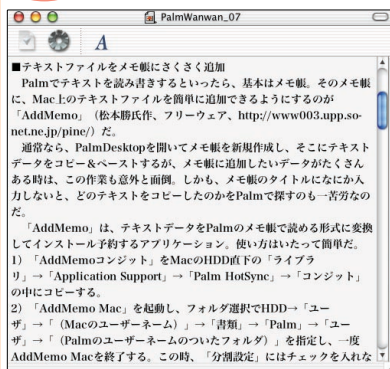 PalmWanwan_07
A
■テキストファイルをメモ帳にさくさく追加
　Palmでテキストを読み書きするといったら、基本はメモ帳。そのメモ帳
に、Mac上のテキストファイルを簡単に追加できるようにするのが
「AddMemo」（松本勝氏作、フリーウェア、http://www003.upp.so-
net.ne.jp/pine/）だ。
　通常なら、PalmDesktopを開いてメモ帳を新規作成し、そこにテキスト
データをコピー&ペーストするが、メモ帳に追加したいデータがたくさん
ある時は、この作業も意外と面倒。しかも、メモ帳のタイトルになにか入
力しないと、どのテキストをコピーしたのかをPalmで探すのも一苦労なの
だ。
　「AddMemo」は、テキストデータをPalmのメモ帳で読める形式に変換
してインストール予約するアプリケーション。使い方はいたって簡単だ。
1）「AddMemoコンジット」をMacのHDD直下の「ライブラ
リ」→「Application Support」→「Palm HotSync」→「コンジット」
の中にコピーする。
2）「AddMemo Mac」を起動し、フォルダ選択でHDD→「ユー
ザ」→「（Macのユーザーネーム）」→「書類」→「Palm」→「ユー
ザ」→「（Palmのユーザーネームのついたフォルダ）」を指定し、一度
AddMemo Macを終了する。この時、「分割設定」にはチェックを入れな